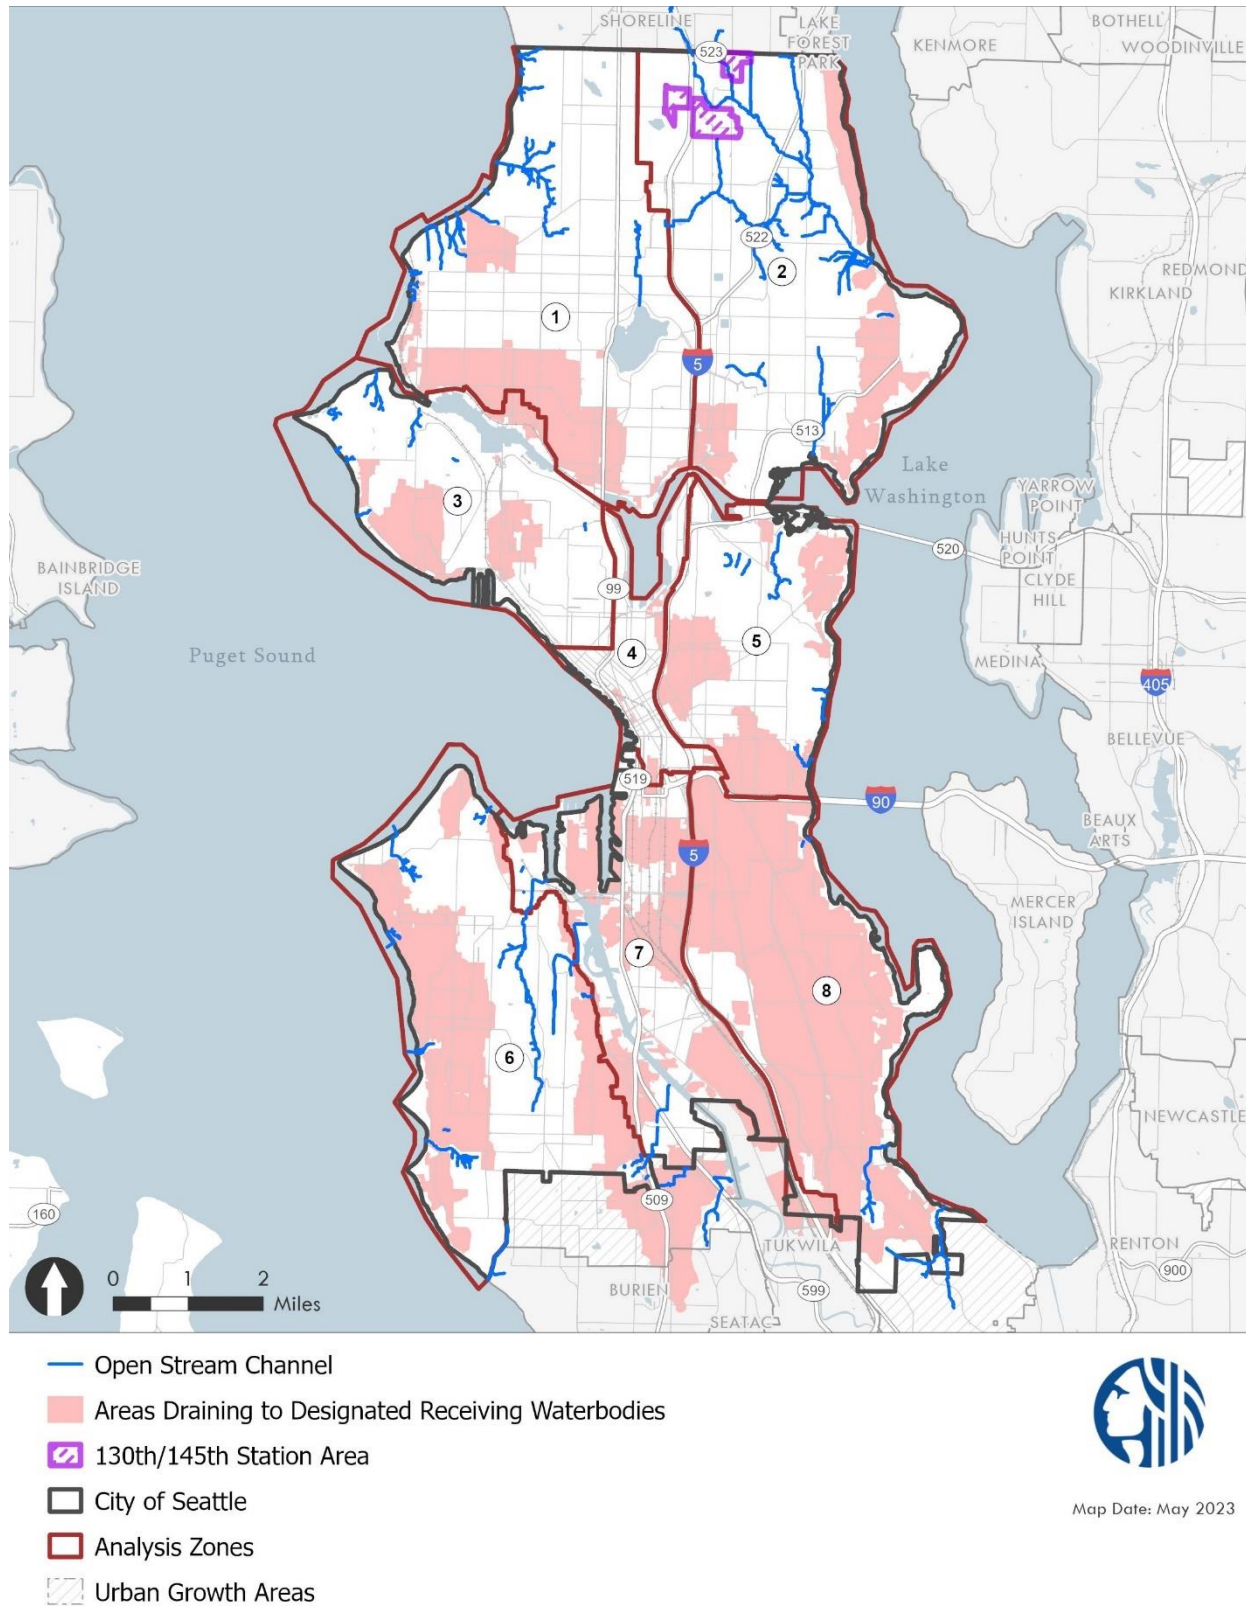 SHORELINE
LAKE
FOREST
PARK
BOTHELL
KENMORE
WOODINVILLE
523
522
2
REDMOND
KIRKLAND
1
5
513
Lake
Washington
YARROW
POINT
3
HUNTS
POINT
520
CLYDE
HILL
BAINBRIDGE
ISLAND
99
Puget Sound
4
5
MEDINA
405
BELLEVUE
519
90
BEAUX
ARTS
5
MERCER
ISLAND
7
8
6
NEWCASTLE
160
509
TUKWILA
RENTON
900
599
BURIEN
SEATAC
0 1 2
Miles
Open Stream Channel
Areas Draining to Designated Receiving Waterbodies
130th/145th Station Area
City of Seattle
Analysis Zones
Urban Growth Areas
Map Date: May 2023